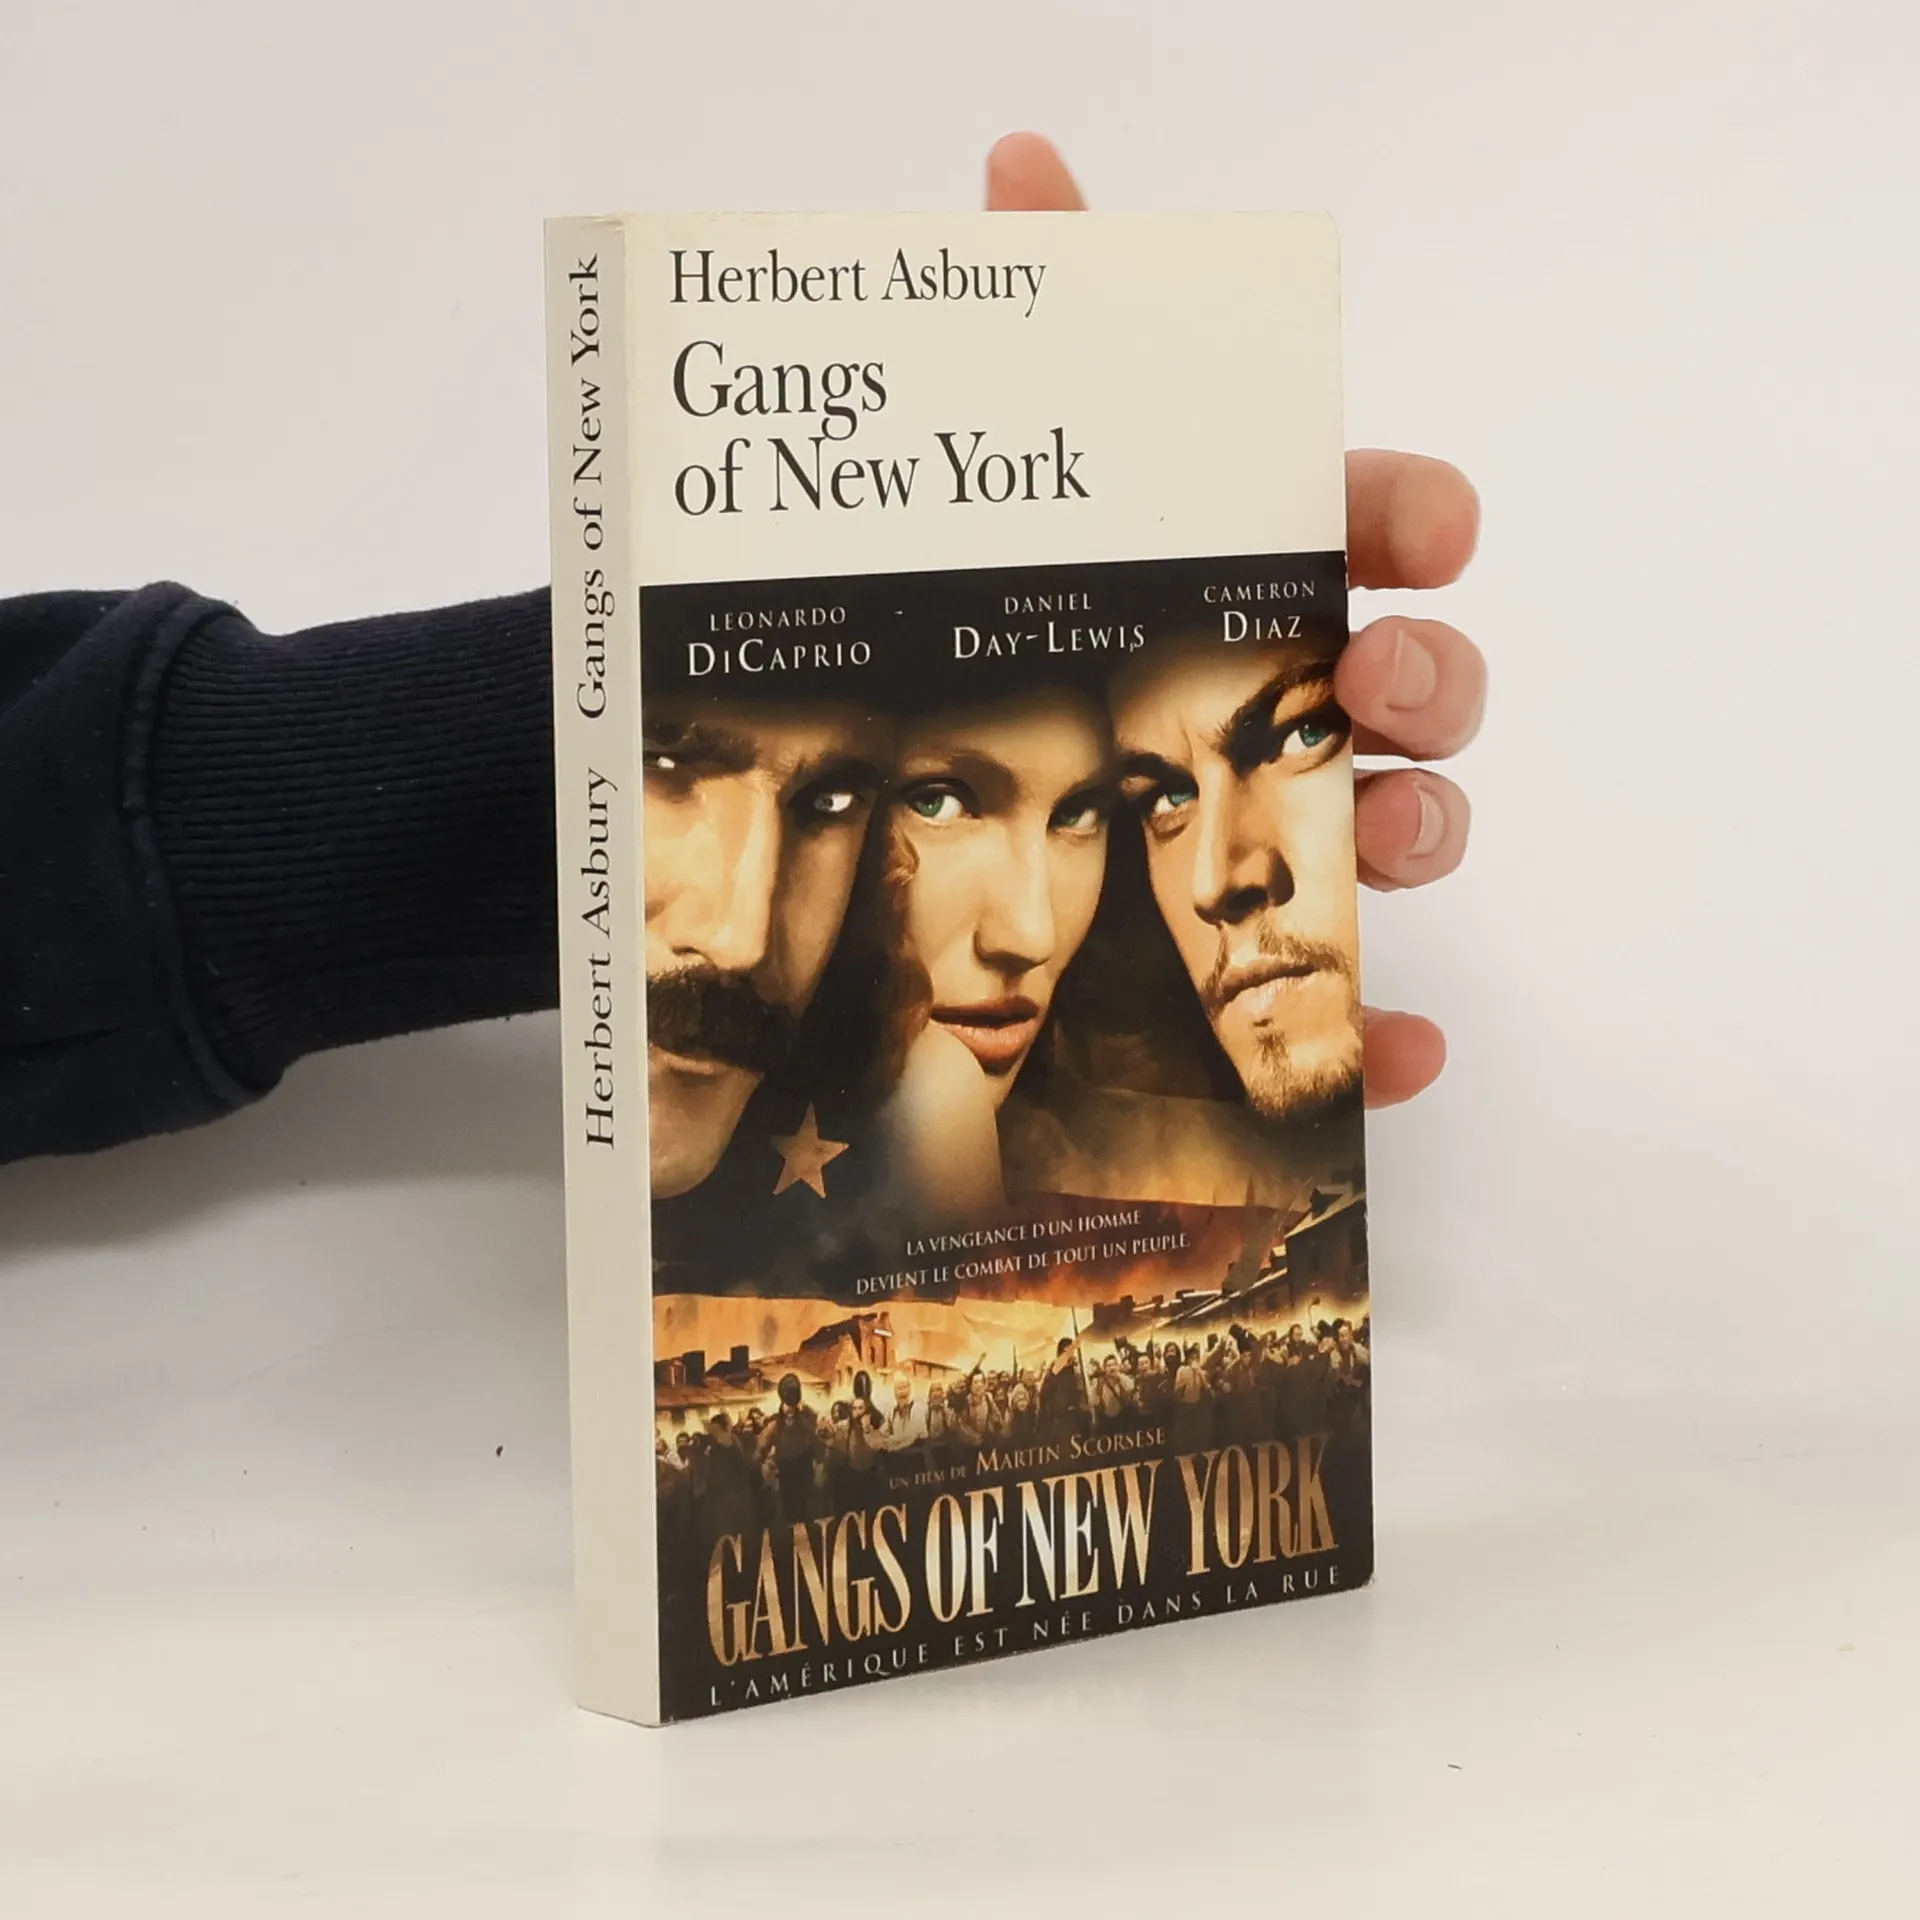 Herbert Asbury
Gangs
of New York
LEONARDO
DICAPRIO
DANIEL
DAY-LEWIS
CAMERON
DIAZ
LA VENGEANCE D'UN HOMME
DEVIENT LE COMBAT DE TOUT UN PEUPLE.
UN FILM DE MARTIN SCORSESE
GANGS OF NEW YORK
L'AMÉRIQUE EST NÉE DANS LA RUE
Herbert Asbury Gangs of New York